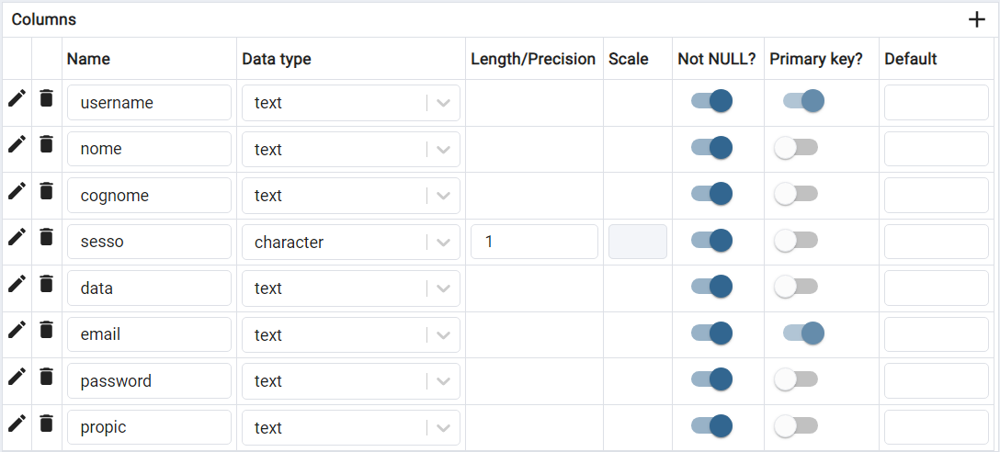 Columns
Name Data type Length/Precision Scale Not NULL? Primary key? Default
username text
nome text
cognome text
sesso character 1
data text
email text
password text
propic text